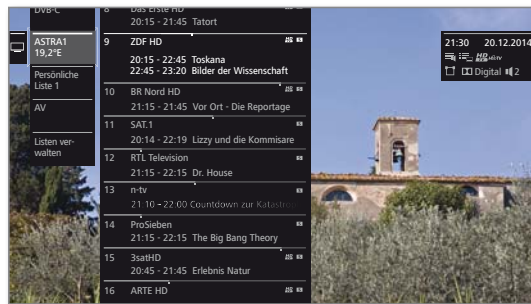 DVB-C
ASTRA1
19,2°E
Persönliche
Liste 1
AV
Listen ver-
walten
8 Das Erste HD
20:15 - 21:45 Tatort
9 ZDF HD
20:15 - 22:45 Toskana
22:45 - 23:20 Bilder der Wissenschaft
10 BR Nord HD
21:15 - 21:45 Vor Ort - Die Reportage
11 SAT.1
20:14 - 22:19 Lizzy und die Kommisare
12 RTL Television
21:15 - 22:15 Dr. House
13 n-tv
21:10 - 22:00 Countdown zur Katastro
14 ProSieben
21:15 - 22:15 The Big Bang Theory
15 3satHD
20:45 - 21:45 Erlebnis Natur
16 ARTE HD
21:30 20.12.2014
HD
Digital 2